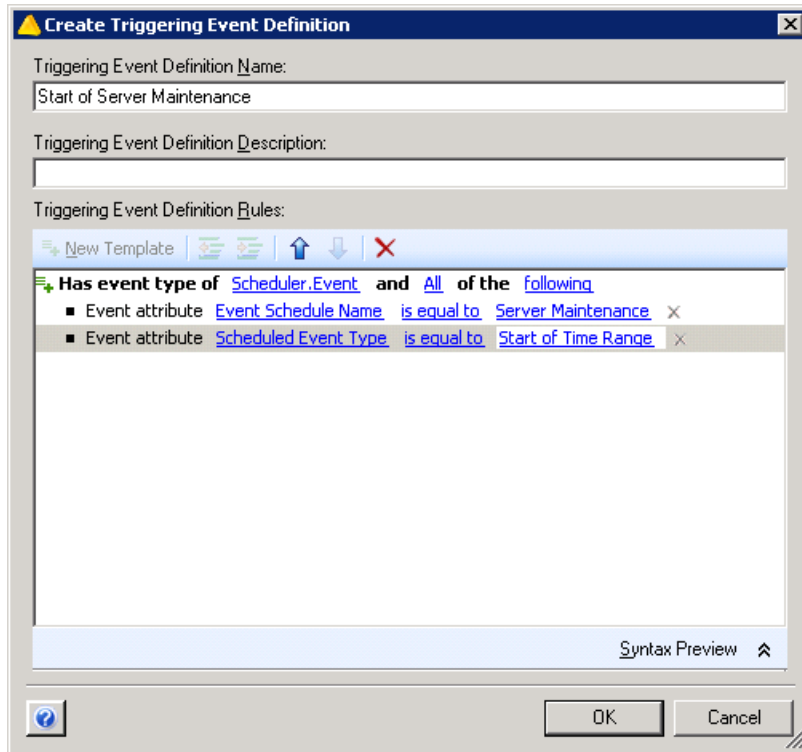 Create Triggering Event Definition
Triggering Event Definition Name:
Start of Server Maintenance
Triggering Event Definition Description:
Triggering Event Definition Rules:
New Template
Has event type of Scheduler.Event and All of the following
Event attribute Event Schedule Name is equal to Server Maintenance
Event attribute Scheduled Event Type is equal to Start of Time Range
Syntax Preview
OK Cancel